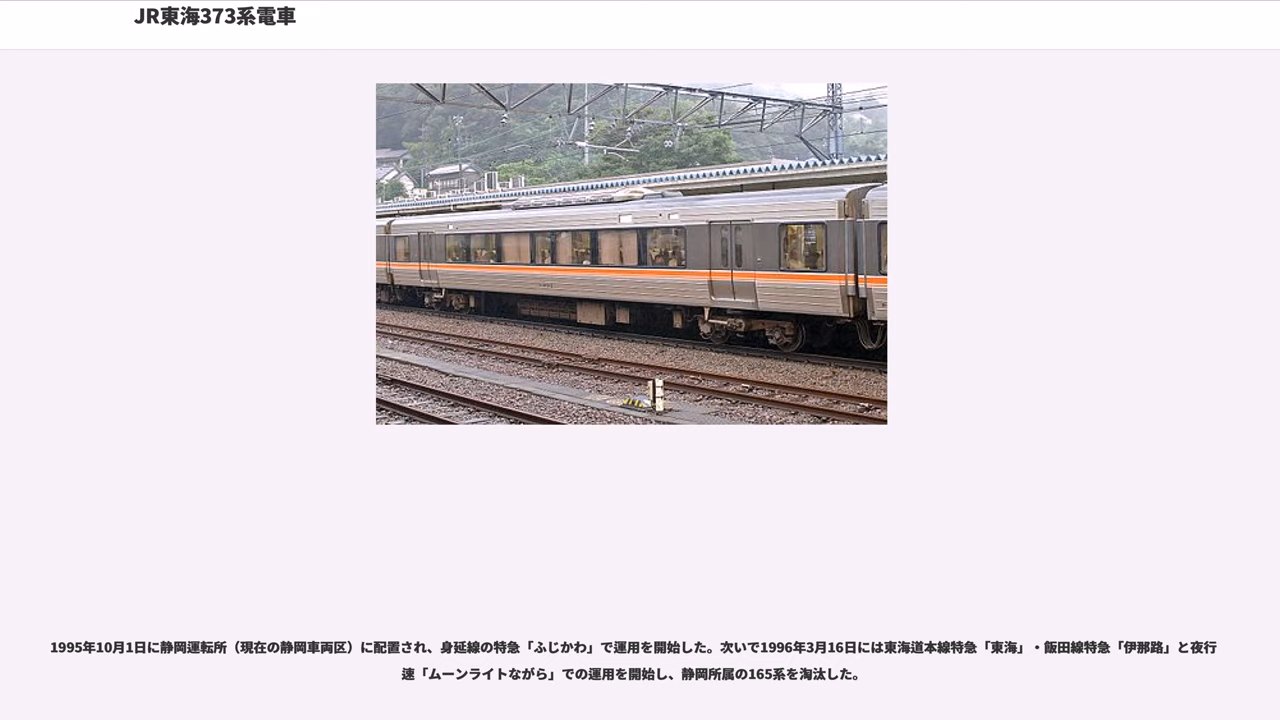 JR東海373系電車
1995年10月1日に静岡運転所（現在の静岡車両区）に配置され、身延線の特急「ふじかわ」で運用を開始した。次いで1996年3月16日には東海道本線特急「東海」・飯田線特急「伊那路」と夜行
速「ムーンライトながら」での運用を開始し、静岡所属の165系を淘汰した。